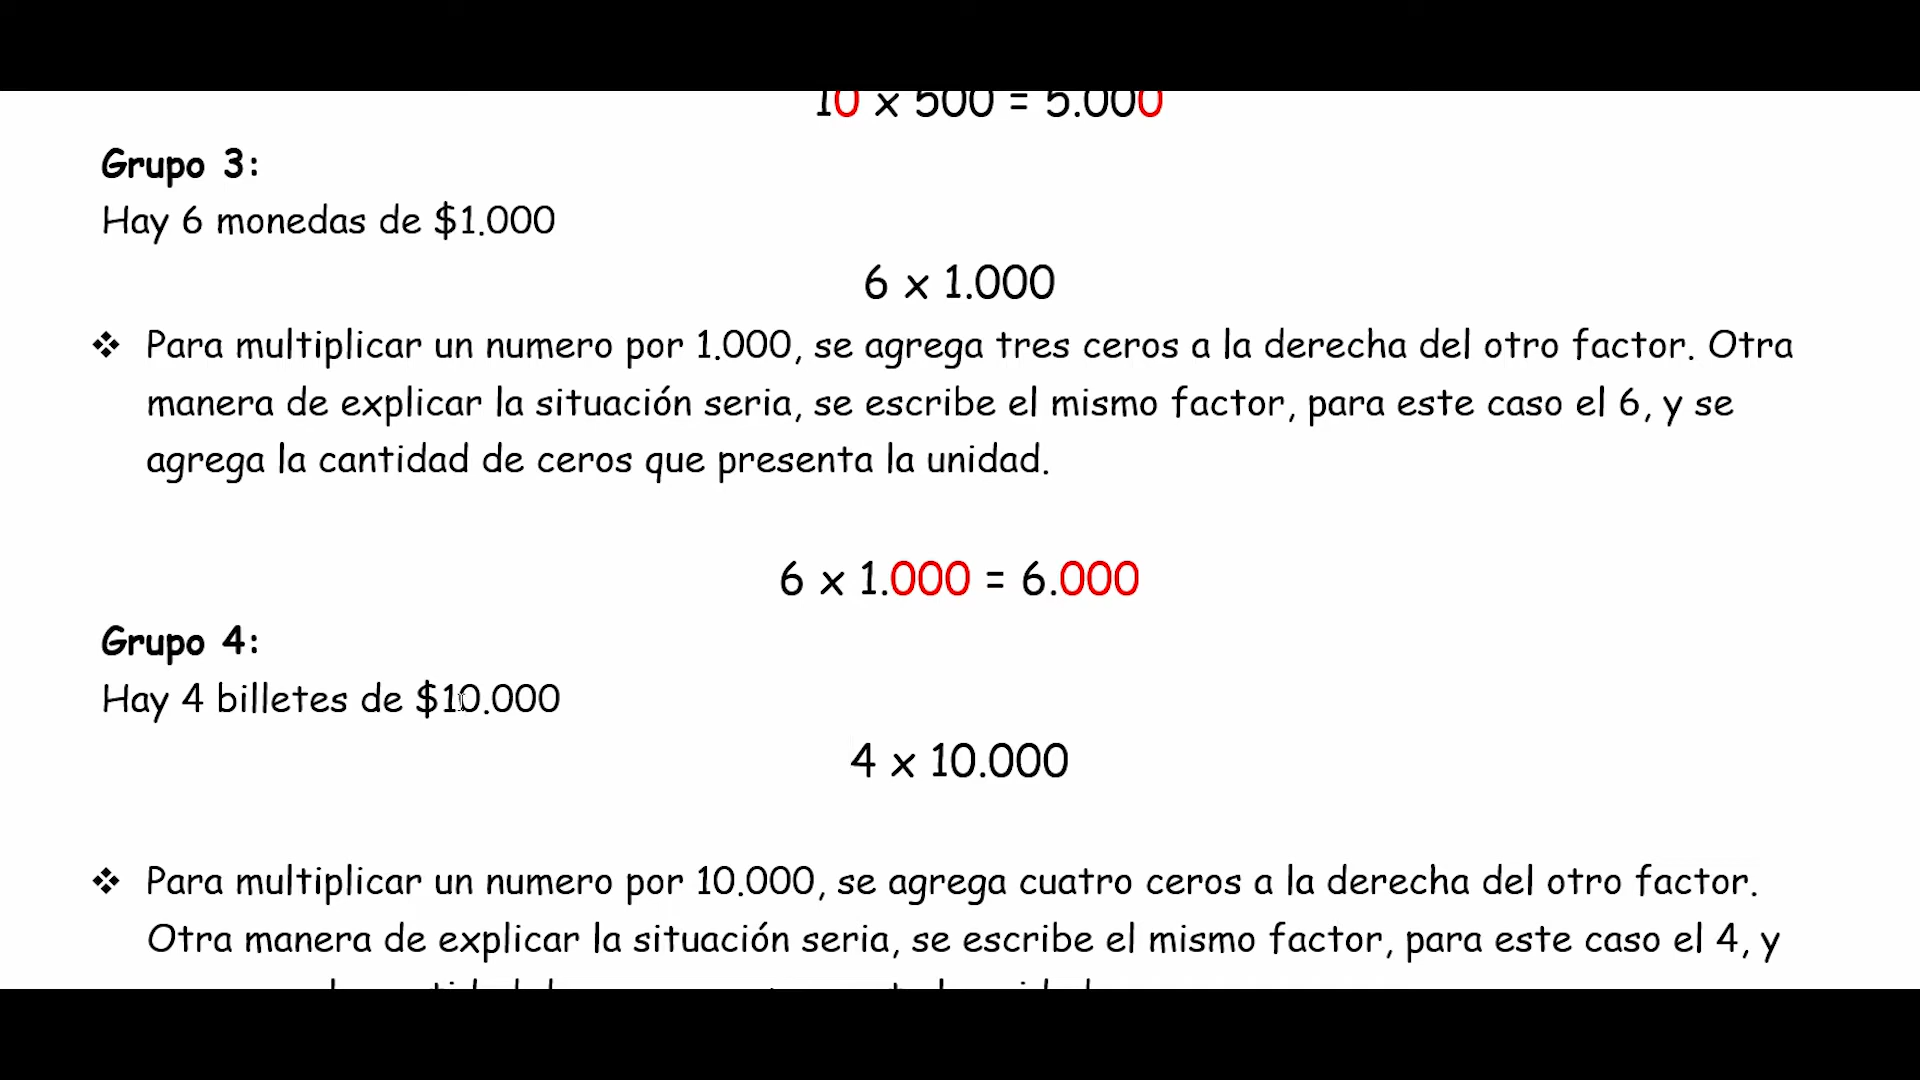 10 x 500 = 5.000
Grupo 3:
Hay 6 monedas de $1.000
6 x 1.000
❖ Para multiplicar un numero por 1.000, se agrega tres ceros a la derecha del otro factor. Otra
manera de explicar la situación seria, se escribe el mismo factor, para este caso el 6, y se
agrega la cantidad de ceros que presenta la unidad.
6 x 1.000 = 6.000
Grupo 4:
Hay 4 billetes de $10.000
4 x 10.000
❖ Para multiplicar un numero por 10.000, se agrega cuatro ceros a la derecha del otro factor.
Otra manera de explicar la situación seria, se escribe el mismo factor, para este caso el 4, y